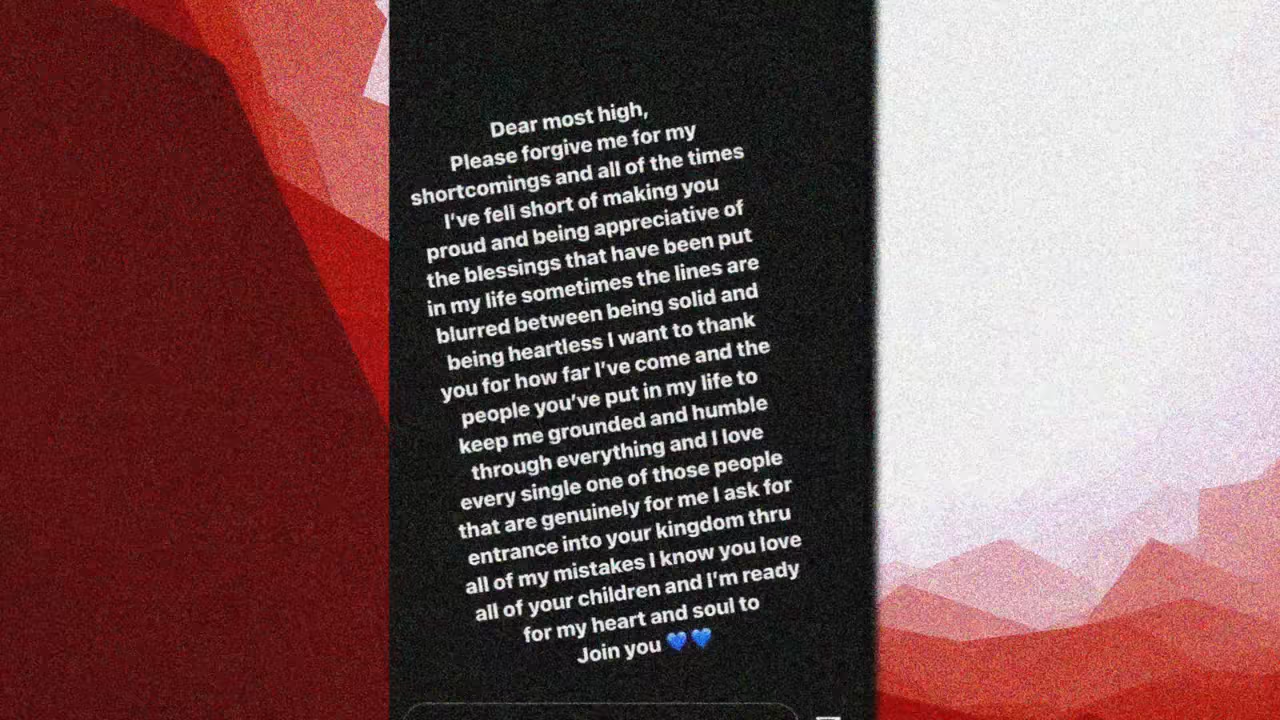 Dear most high,
Please forgive me for my
shortcomings and all of the times
I've fell short of making you
proud and being appreciative of
the blessings that have been put
in my life sometimes the lines are
blurred between being solid and
being heartless I want to thank
you for how far I've come and the
people you've put in my life to
keep me grounded and humble
through everything and I love
every single one of those people
that are genuinely for me I ask for
entrance into your kingdom thru
all of my mistakes I know you love
all of your children and I'm ready
for my heart and soul to
Join you 💙💙